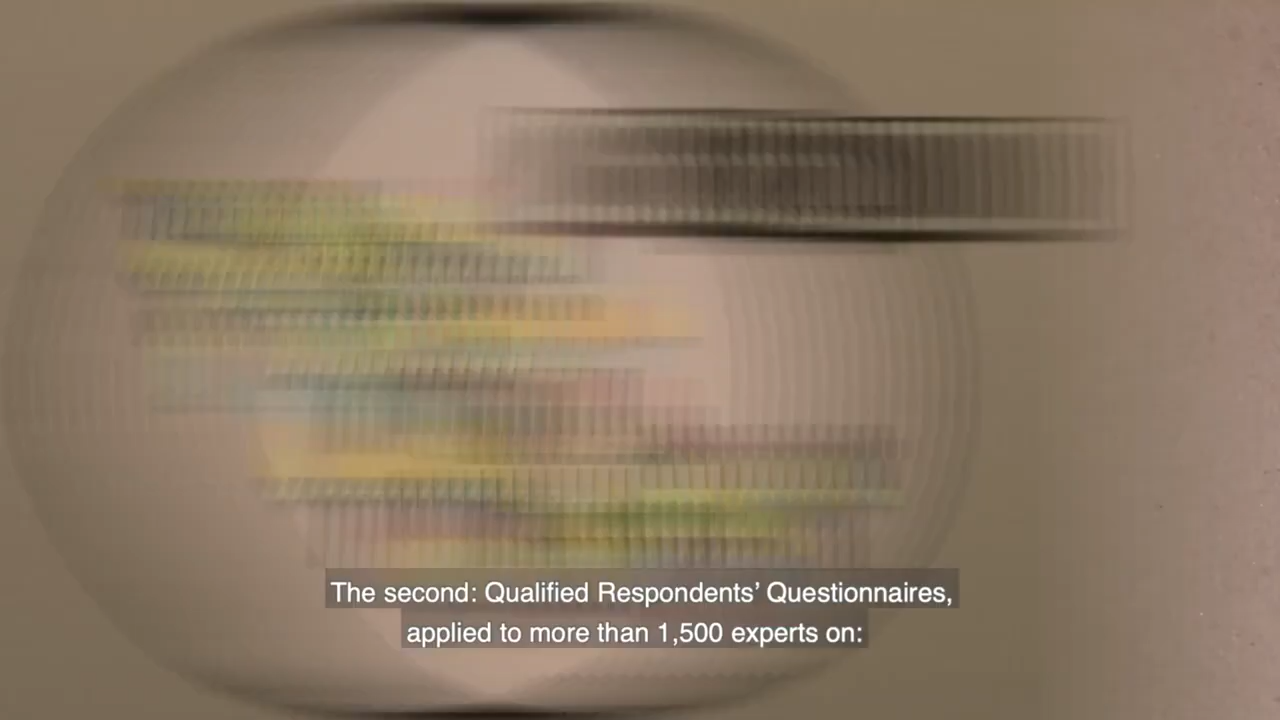 The second: Qualified Respondents’ Questionnaires,
applied to more than 1,500 experts on: